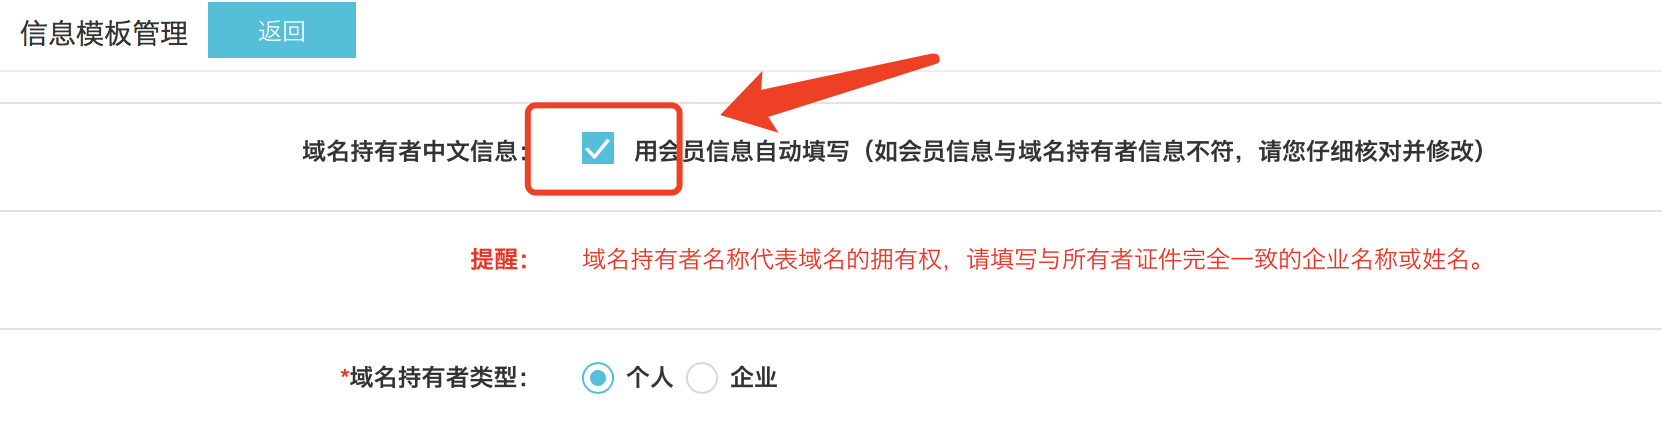 信息模板管理 返回
域名持有者中文信息： 用会员信息自动填写（如会员信息与域名持有者信息不符，请您仔细核对并修改）
提醒： 域名持有者名称代表域名的拥有权，请填写与所有者证件完全一致的企业名称或姓名。
*域名持有者类型： 个人 企业